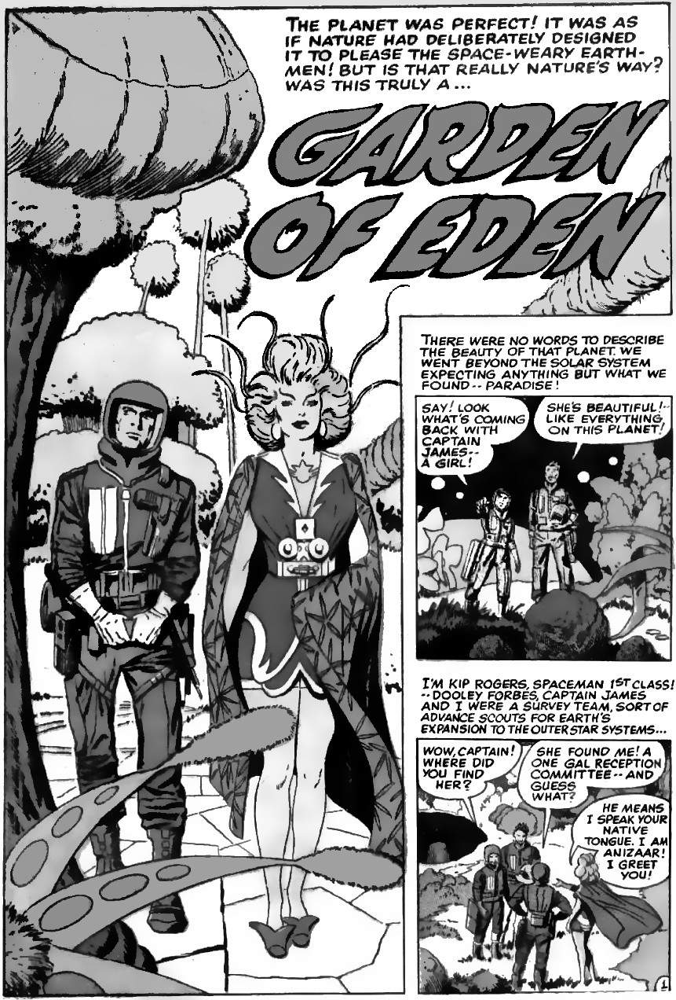 THE PLANET WAS PERFECT! IT WAS AS
IF NATURE HAD DELIBERATELY DESIGNED
IT TO PLEASE THE SPACE-WEARY EARTH-
MEN! BUT IS THAT REALLY NATURE'S WAY?
WAS THIS TRULY A...
GARDEN
OF EDEN
THERE WERE NO WORDS TO DESCRIBE
THE BEAUTY OF THAT PLANET. WE
WENT BEYOND THE SOLAR SYSTEM
EXPECTING ANYTHING BUT WHAT WE
FOUND-- PARADISE!
SAY! LOOK
WHAT'S COMING
BACK WITH
CAPTAIN
JAMES--
A GIRL!
SHE'S BEAUTIFUL!--
LIKE EVERYTHING
ON THIS PLANET!
I'M KIP ROGERS, SPACEMAN 1ST CLASS!
-- DOOLEY FORBES, CAPTAIN JAMES
AND I WERE A SURVEY TEAM, SORT OF
ADVANCE SCOUTS FOR EARTH'S
EXPANSION TO THE OUTER STAR SYSTEMS...
WOW, CAPTAIN!
WHERE DID
YOU FIND
HER?
SHE FOUND ME! A
ONE GAL RECEPTION
COMMITTEE-- AND
GUESS
WHAT?
HE MEANS
I SPEAK YOUR
NATIVE
TONGUE. I AM
ANIZAAR!
I GREET
YOU!
1